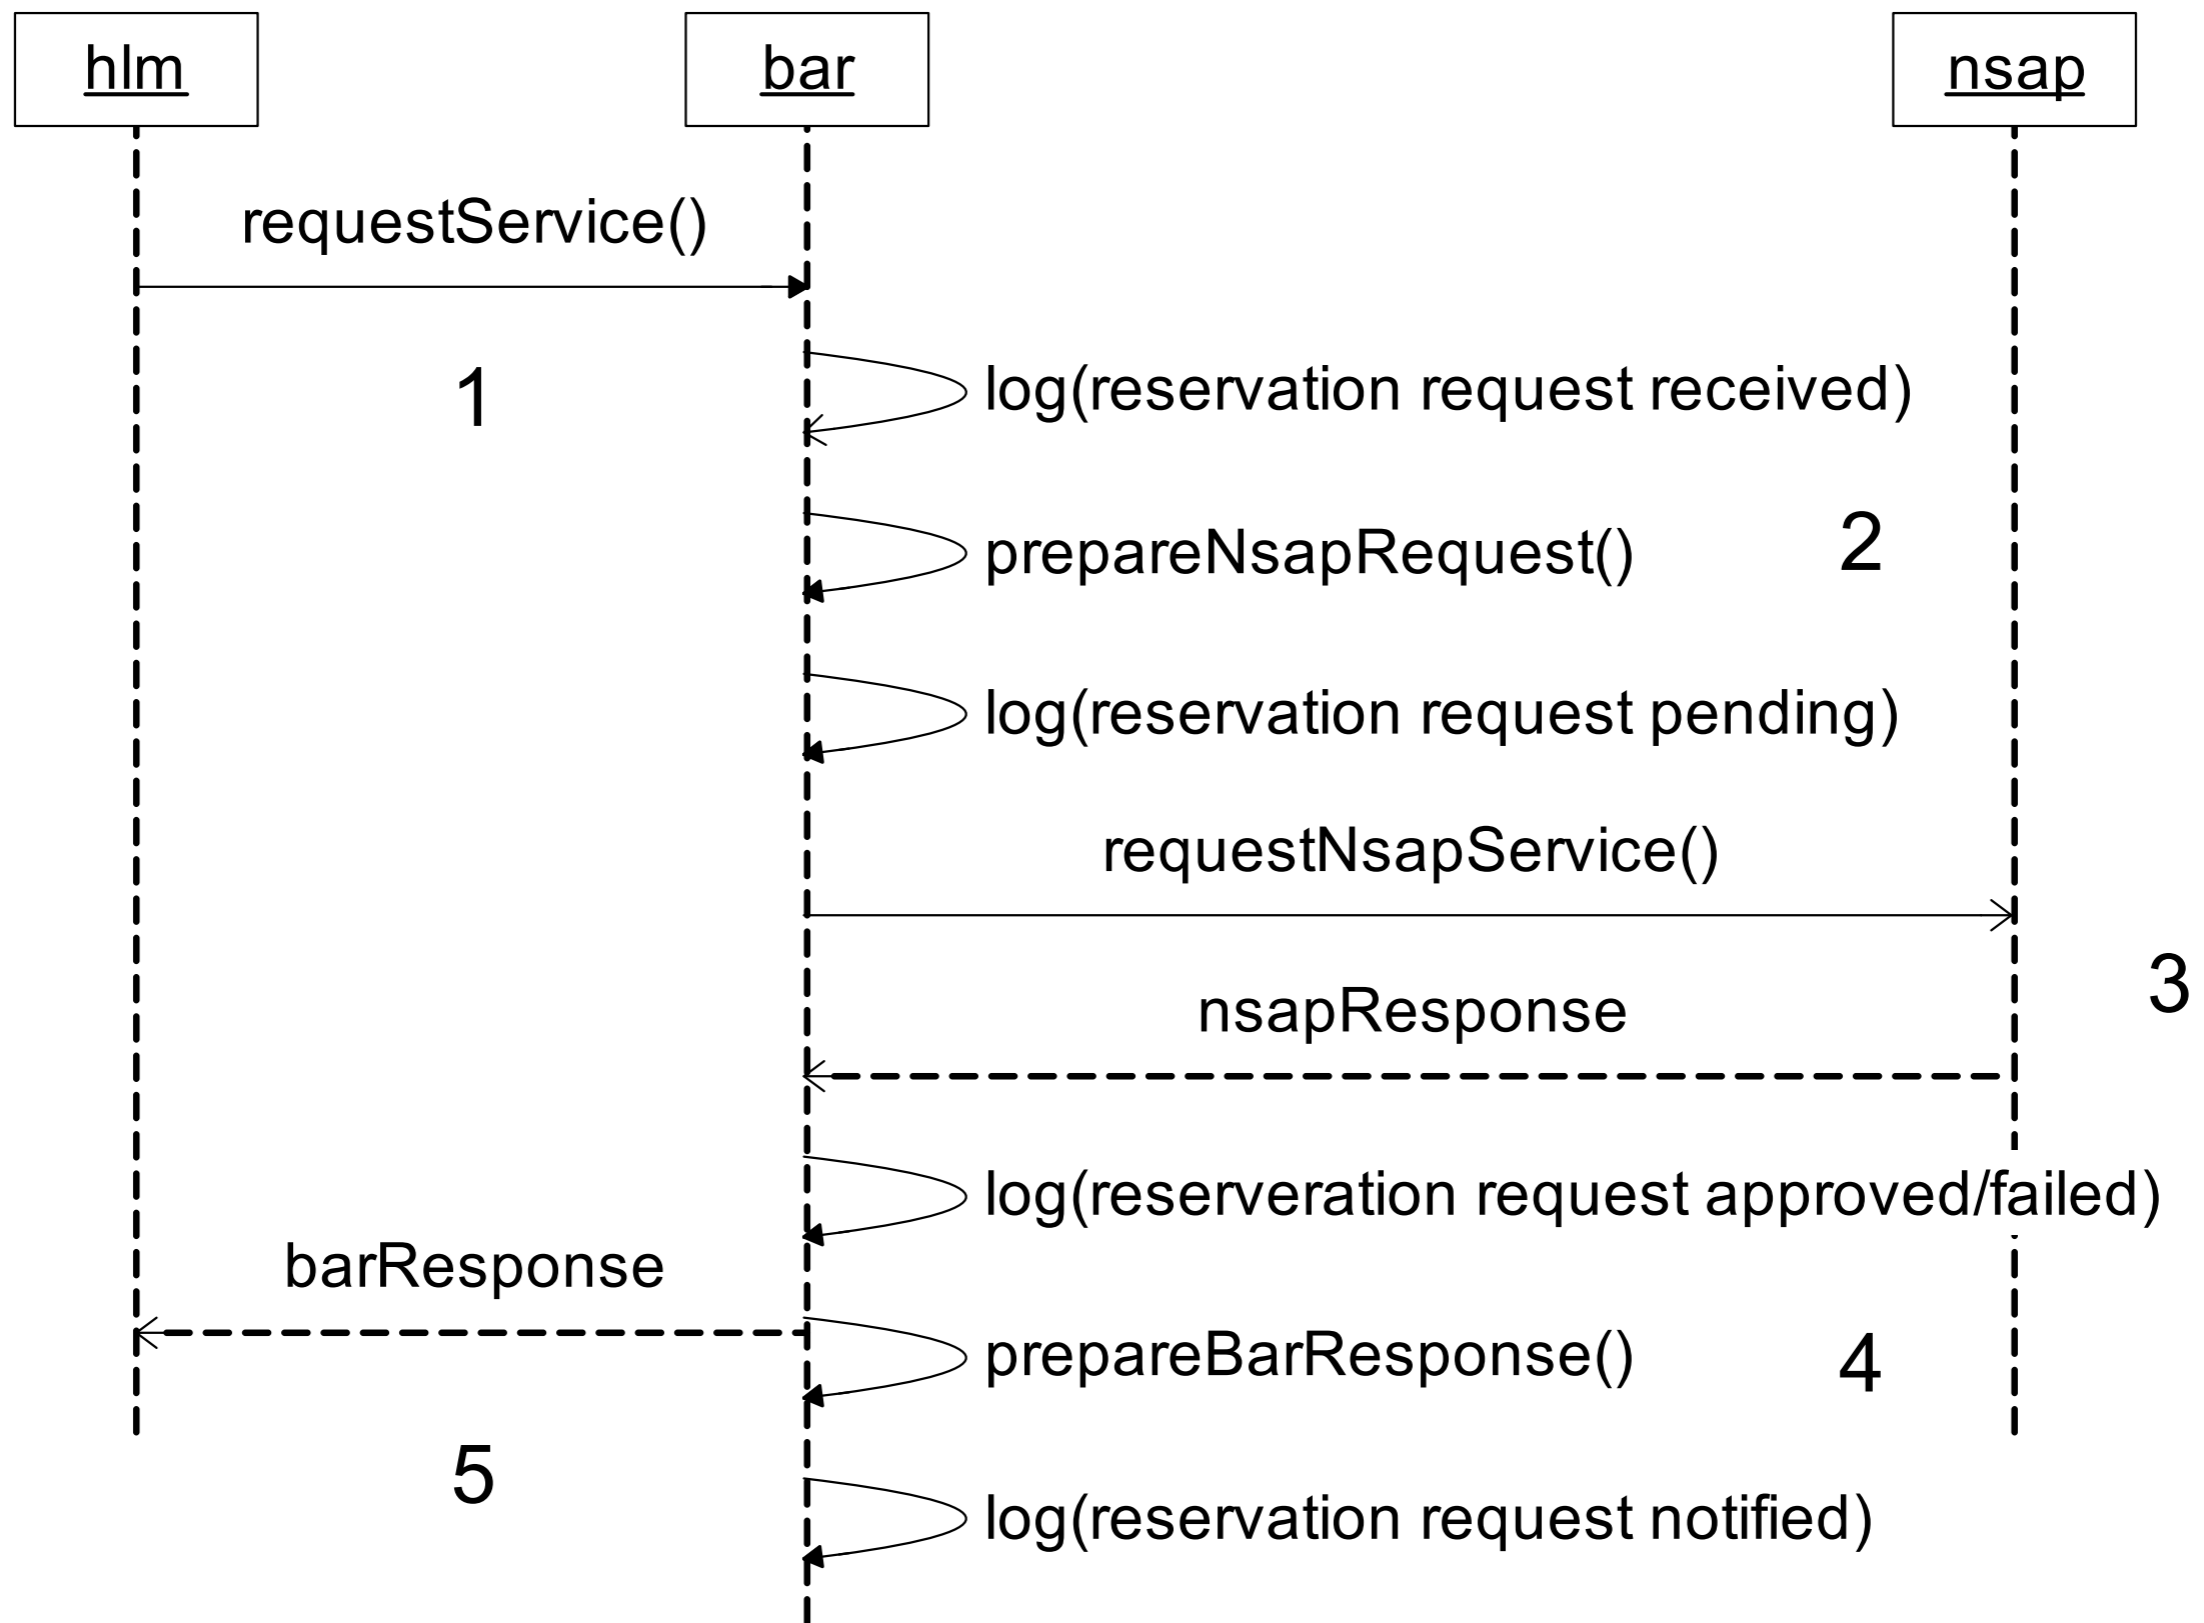 hlm
bar
nsap
requestService()
1
log(reservation request received)
prepareNsapRequest()
2
log(reservation request pending)
requestNsapService()
3
nsapResponse
log(reserveration request approved/failed)
barResponse
prepareBarResponse()
4
5
log(reservation request notified)